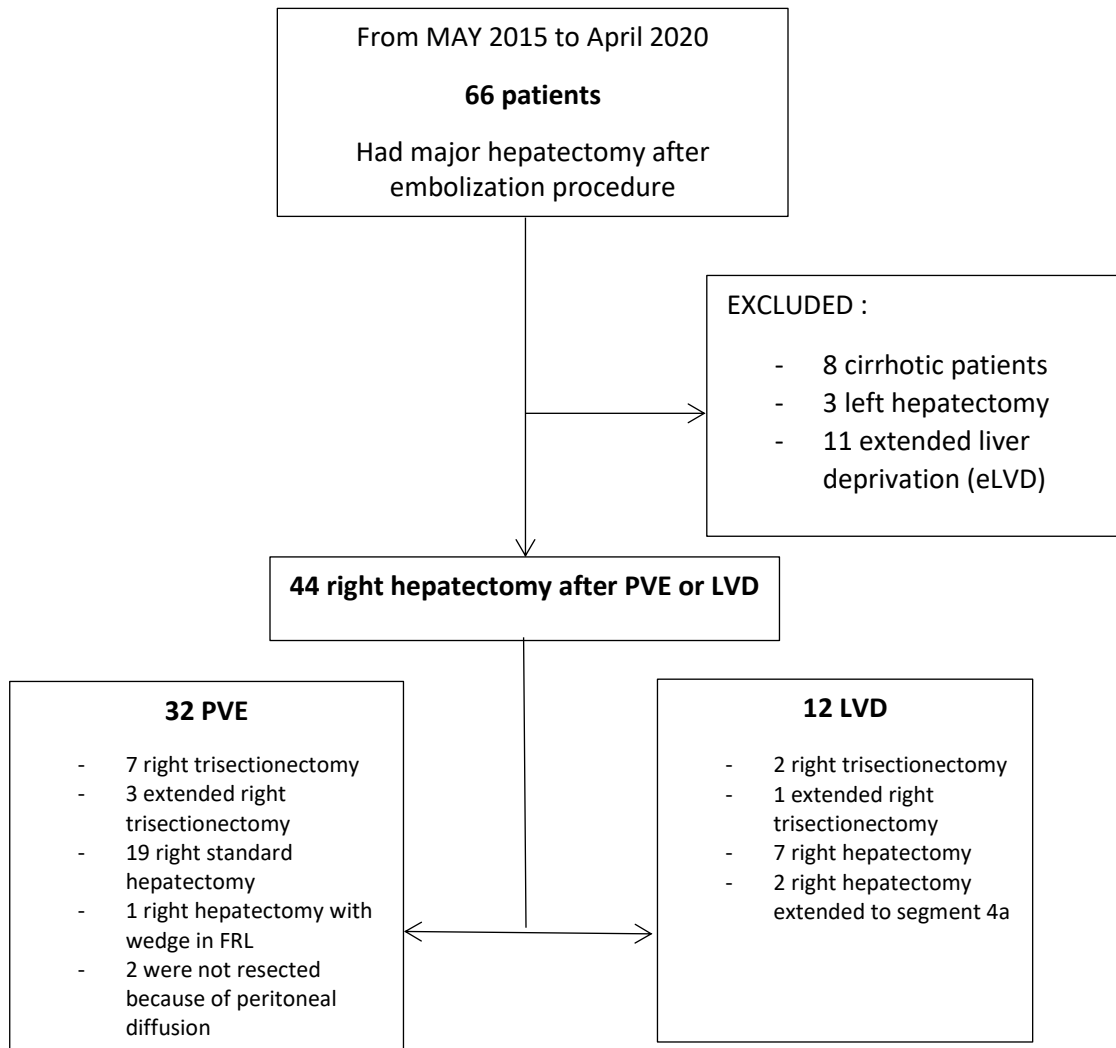 From MAY 2015 to April 2020
66 patients
Had major hepatectomy after
embolization procedure
EXCLUDED :
- 8 cirrhotic patients
- 3 left hepatectomy
- 11 extended liver
deprivation (eLVD)
44 right hepatectomy after PVE or LVD
32 PVE
- 7 right trisectionectomy
- 3 extended right
trisectionectomy
- 19 right standard
hepatectomy
- 1 right hepatectomy with
wedge in FRL
- 2 were not resected
because of peritoneal
diffusion
12 LVD
- 2 right trisectionectomy
- 1 extended right
trisectionectomy
- 7 right hepatectomy
- 2 right hepatectomy
extended to segment 4a